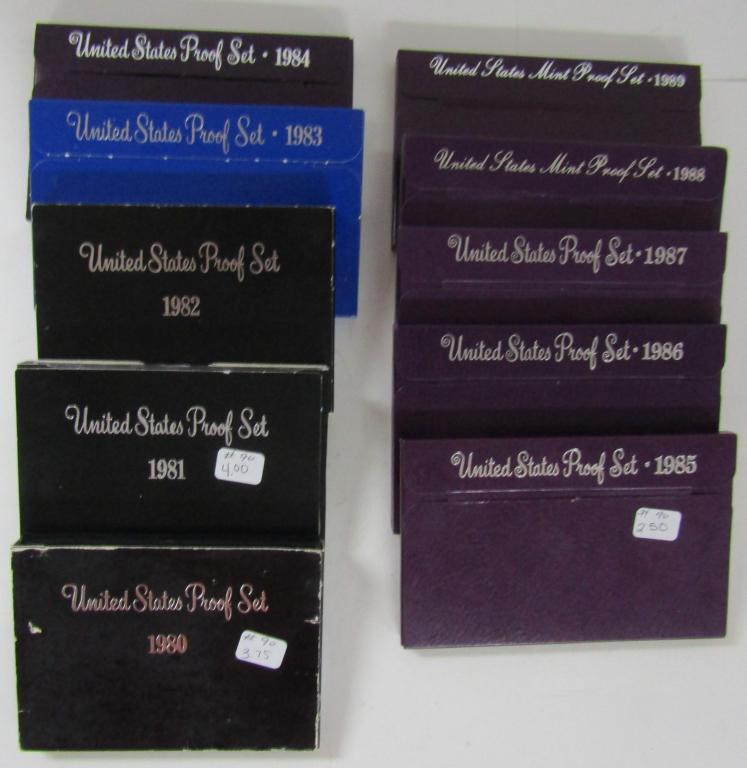 United States Proof Set · 1984
United States Proof Set · 1983
United States Proof Set
1982
United States Proof Set
1981
# 90
4.00
United States Proof Set
1980
# 90
3.75
United States Mint Proof Set · 1989
United States Mint Proof Set · 1988
United States Proof Set · 1987
United States Proof Set · 1986
United States Proof Set · 1985
# 90
2.50